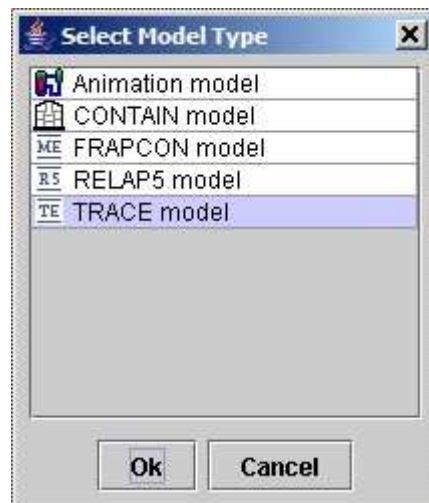 Select Model Type
Animation model
CONTAIN model
ME FRAPCON model
R5 RELAP5 model
TE TRACE model
Ok Cancel